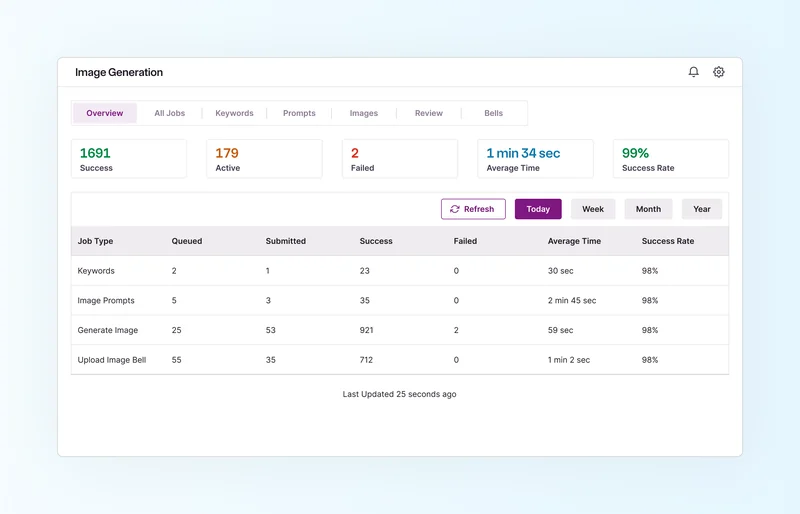 Image Generation
Overview All Jobs Keywords Prompts Images Review Bells
1691 179 2 1 min 34 sec 99%
Success Active Failed Average Time Success Rate
Refresh Today Week Month Year
Job Type Queued Submitted Success Failed Average Time Success Rate
Keywords 2 1 23 0 30 sec 98%
Image Prompts 5 3 35 0 2 min 45 sec 98%
Generate Image 25 53 921 2 59 sec 98%
Upload Image Bell 55 35 712 0 1 min 2 sec 98%
Last Updated 25 seconds ago